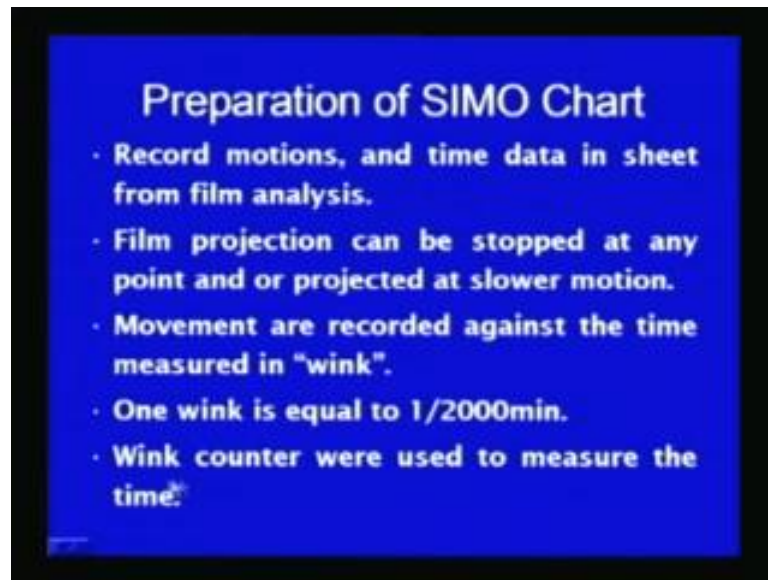 Preparation of SIMO Chart
· Record motions, and time data in sheet
from film analysis.
· Film projection can be stopped at any
point and or projected at slower motion.
· Movement are recorded against the time
measured in “wink”.
· One wink is equal to 1/2000min.
· Wink counter were used to measure the
time.